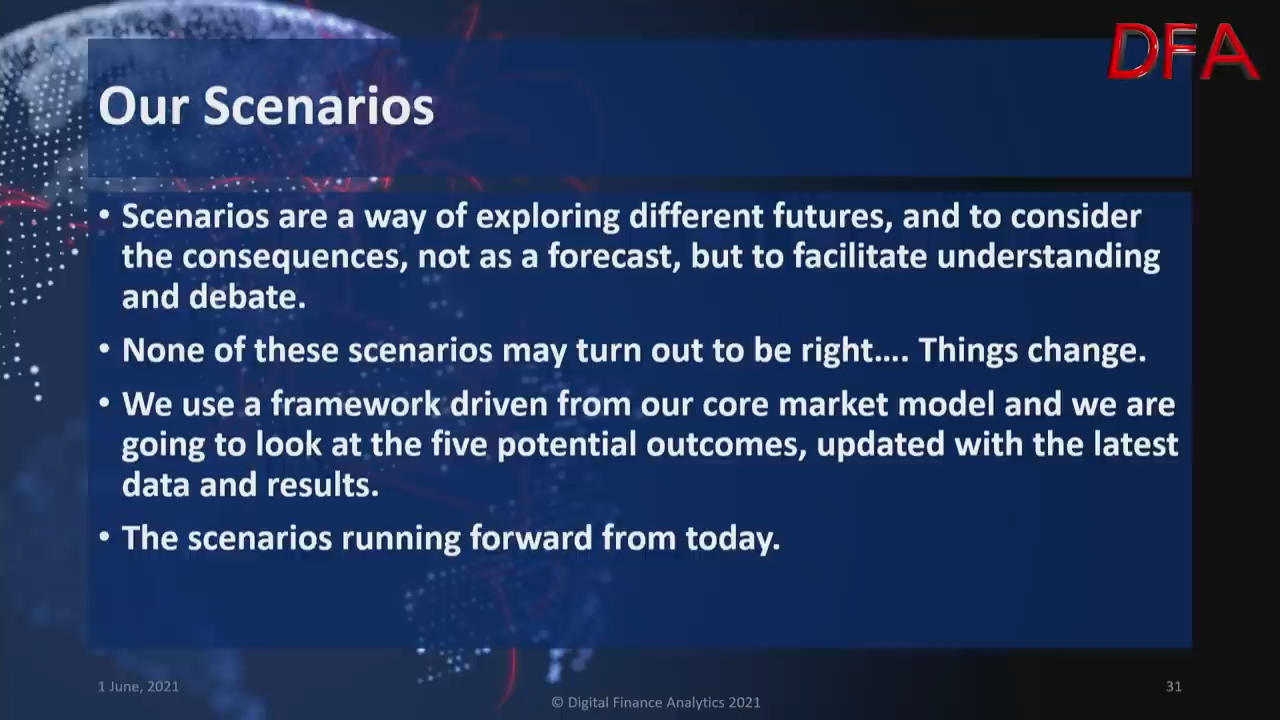 DFA
Our Scenarios
• Scenarios are a way of exploring different futures, and to consider
the consequences, not as a forecast, but to facilitate understanding
and debate.
• None of these scenarios may turn out to be right.... Things change.
• We use a framework driven from our core market model and we are
going to look at the five potential outcomes, updated with the latest
data and results.
• The scenarios running forward from today.
1 June, 2021
© Digital Finance Analytics 2021
31